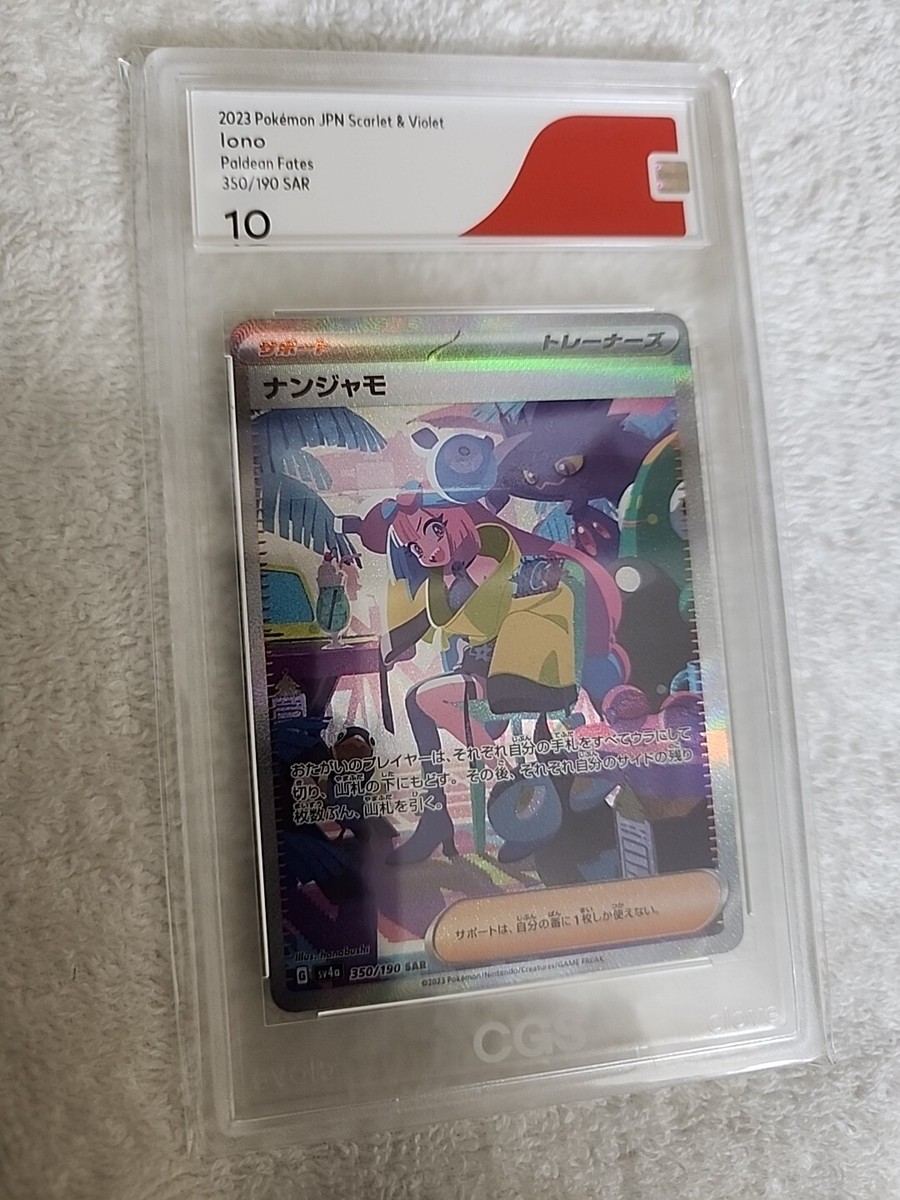 2023 Pokémon JPN Scarlet & Violet
Iono
Paldean Fates
350/190 SAR
10
サポート
トレーナーズ
ナンジャモ
おたがいのプレイヤーは、それぞれ自分の手札をすべてウラにして
切り、山札の下にもどす。その後、それぞれ自分のサイドの残り
枚数ぶん、山札を引く。
サポートは、自分の番に1枚しか使えない。
illus. hanabushi
G sv4a 350/190 SAR
©2023 Pokémon/Nintendo/Creatures/GAME FREAK
CGS